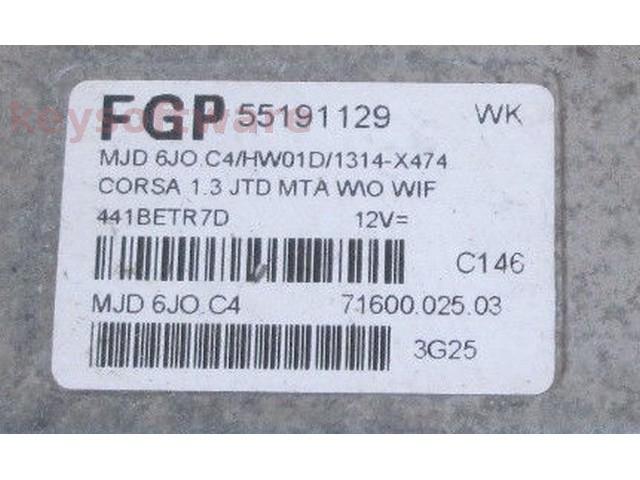 FGP 55191129 WK
keysoftware
MJD 6JO.C4/HW01D/1314-X474
CORSA 1.3 JTD MTA W\O WIF
441BETR7D 12V=
C146
MJD 6JO.C4 71600.025.03
3G25